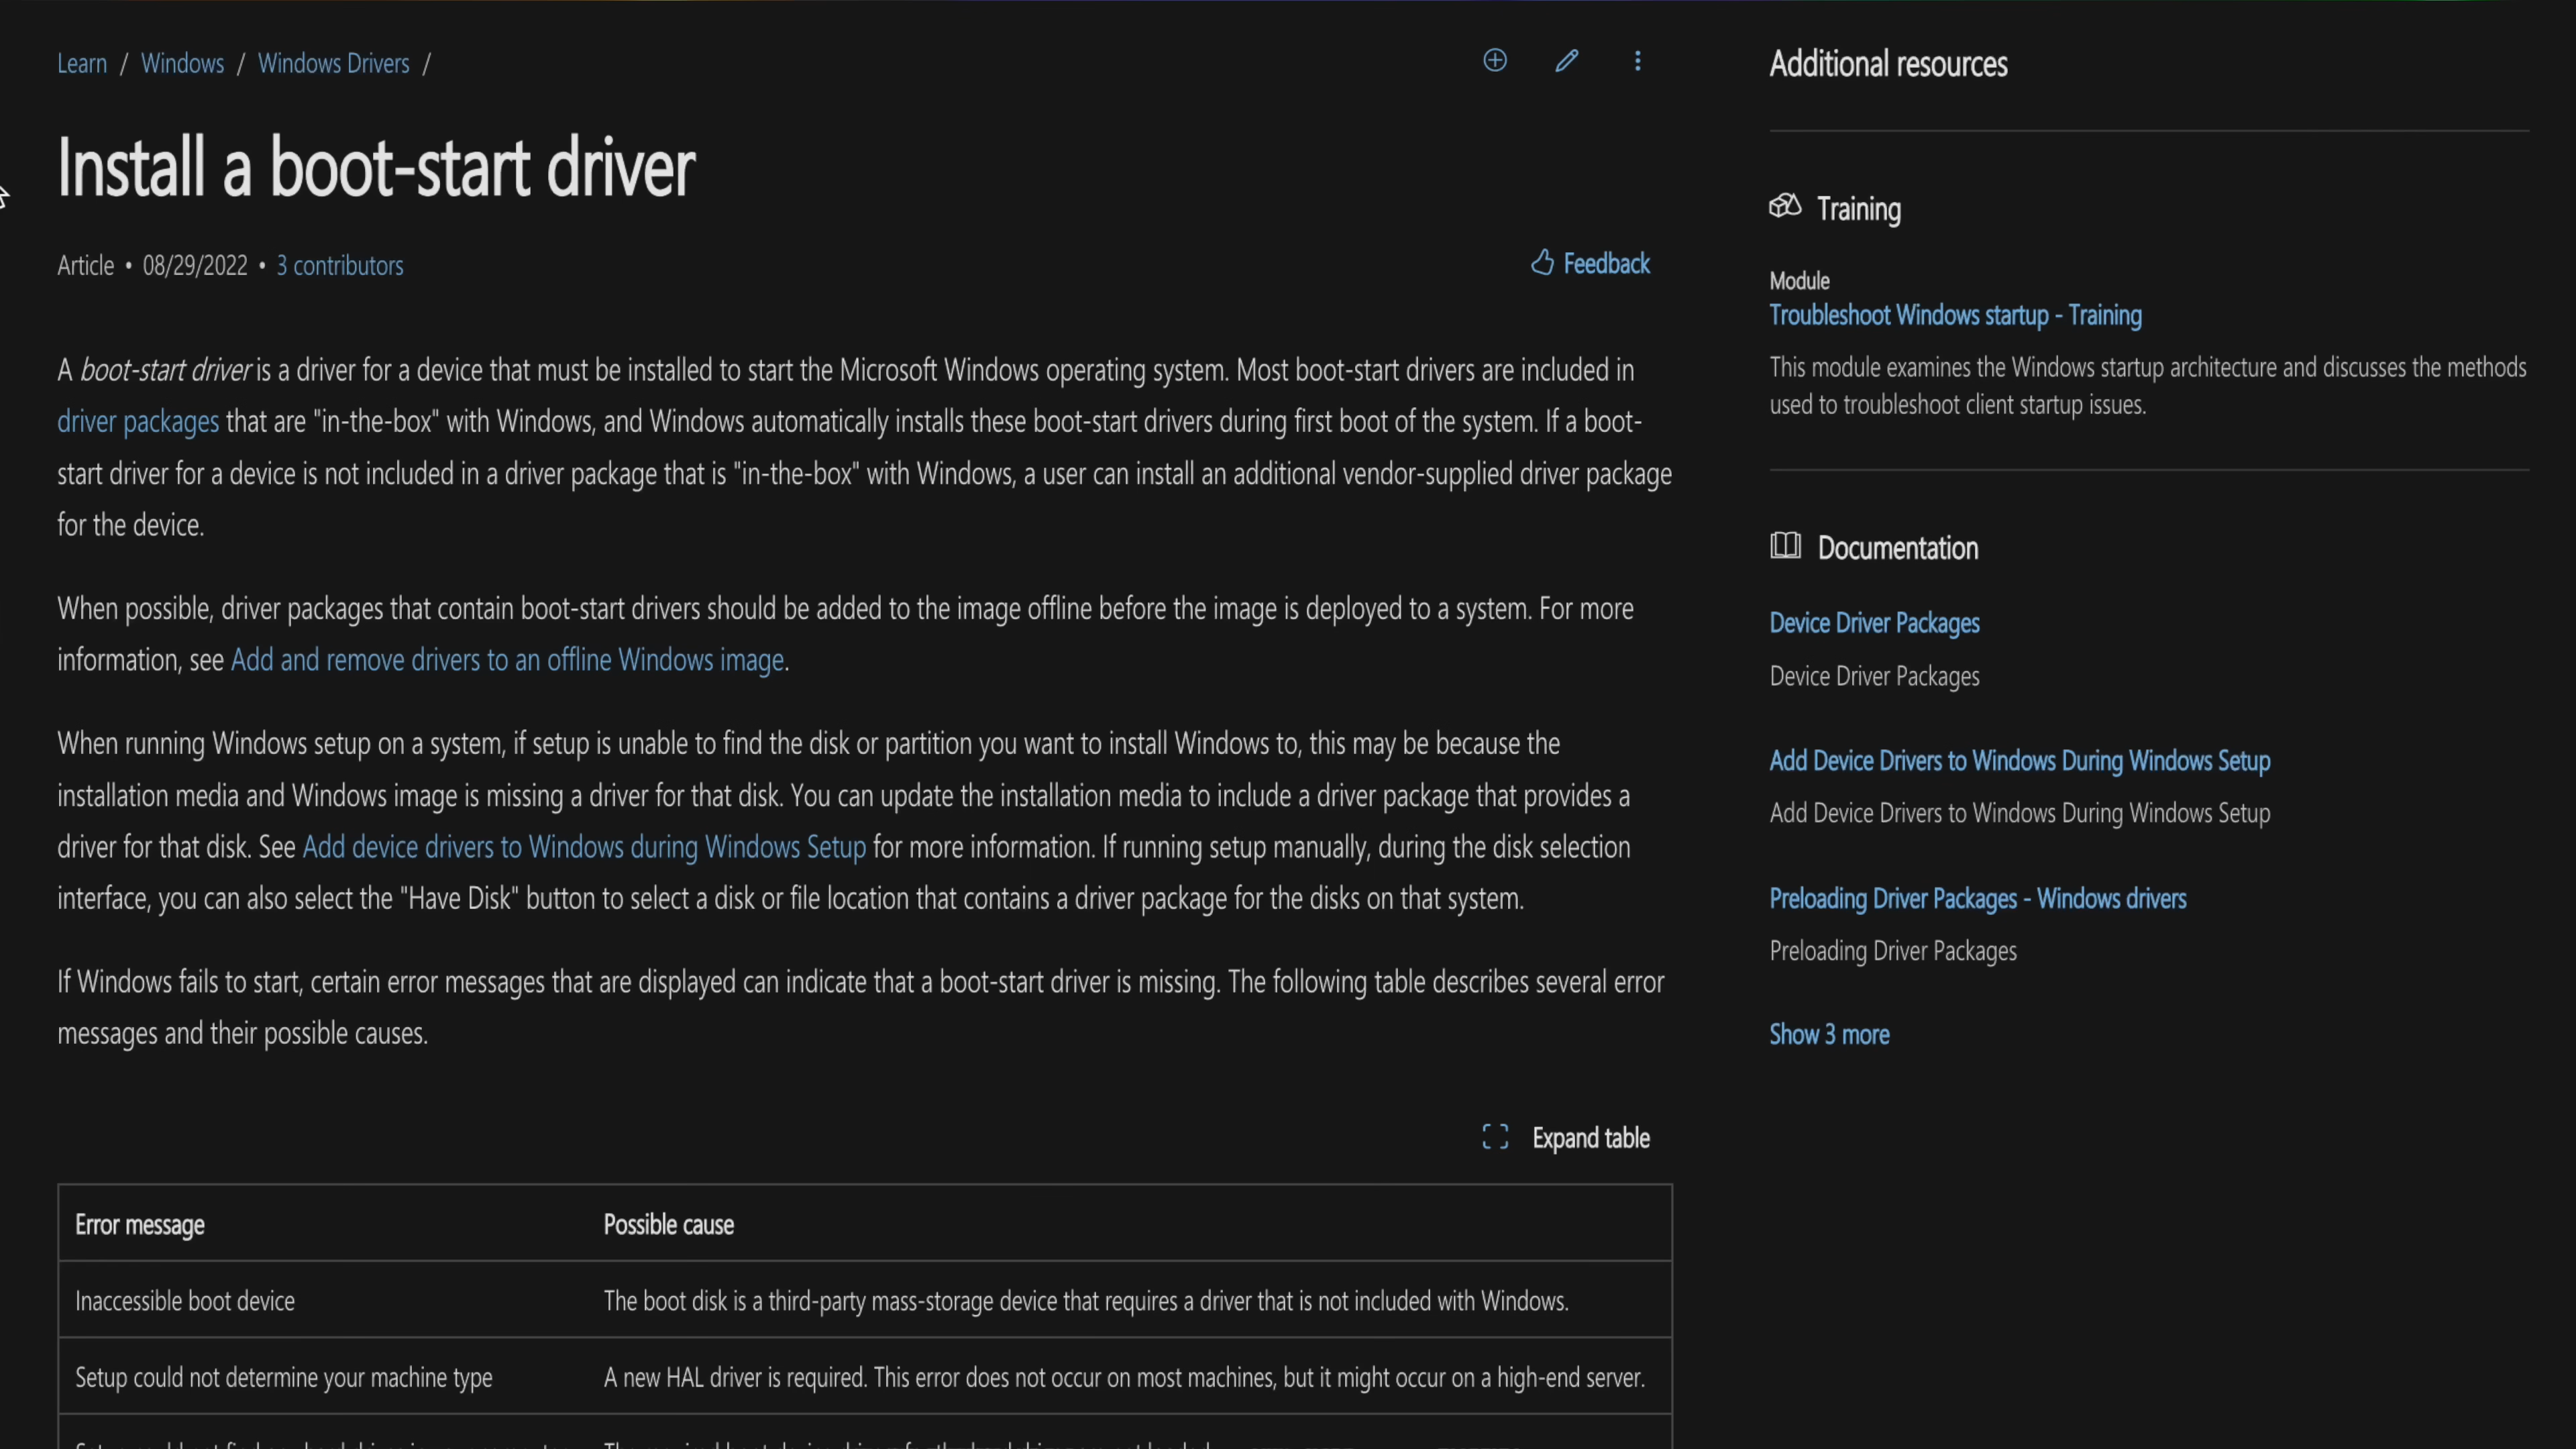 Learn / Windows / Windows Drivers /
Install a boot-start driver
Article • 08/29/2022 • 3 contributors
Feedback
A boot-start driver is a driver for a device that must be installed to start the Microsoft Windows operating system. Most boot-start drivers are included in
driver packages that are "in-the-box" with Windows, and Windows automatically installs these boot-start drivers during first boot of the system. If a boot-
start driver for a device is not included in a driver package that is "in-the-box" with Windows, a user can install an additional vendor-supplied driver package
for the device.
When possible, driver packages that contain boot-start drivers should be added to the image offline before the image is deployed to a system. For more
information, see Add and remove drivers to an offline Windows image.
When running Windows setup on a system, if setup is unable to find the disk or partition you want to install Windows to, this may be because the
installation media and Windows image is missing a driver for that disk. You can update the installation media to include a driver package that provides a
driver for that disk. See Add device drivers to Windows during Windows Setup for more information. If running setup manually, during the disk selection
interface, you can also select the "Have Disk" button to select a disk or file location that contains a driver package for the disks on that system.
If Windows fails to start, certain error messages that are displayed can indicate that a boot-start driver is missing. The following table describes several error
messages and their possible causes.
Expand table
Error message Possible cause
Inaccessible boot device The boot disk is a third-party mass-storage device that requires a driver that is not included with Windows.
Setup could not determine your machine type A new HAL driver is required. This error does not occur on most machines, but it might occur on a high-end server.
Additional resources
Training
Module
Troubleshoot Windows startup - Training
This module examines the Windows startup architecture and discusses the methods
used to troubleshoot client startup issues.
Documentation
Device Driver Packages
Device Driver Packages
Add Device Drivers to Windows During Windows Setup
Add Device Drivers to Windows During Windows Setup
Preloading Driver Packages - Windows drivers
Preloading Driver Packages
Show 3 more